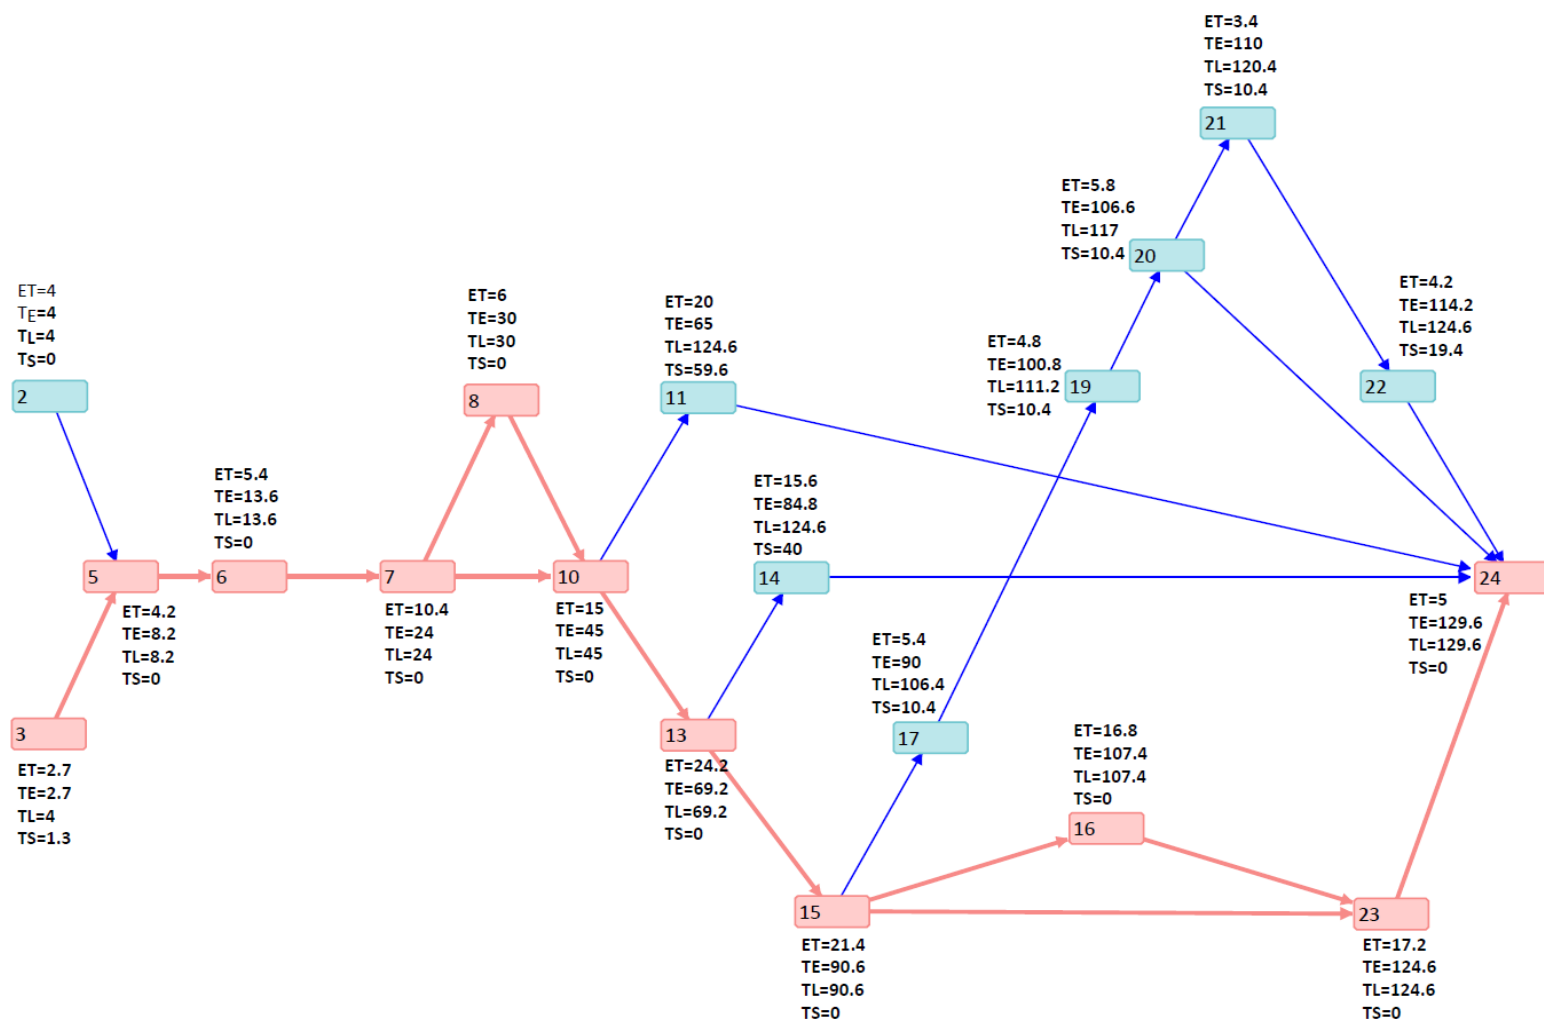 ET=3.4
TE=110
TL=120.4
TS=10.4
21
ET=5.8
TE=106.6
TL=117
TS=10.4
20
ET=4
TE=4
TL=4
TS=0
2
ET=6
TE=30
TL=30
TS=0
8
ET=20
TE=65
TL=124.6
TS=59.6
11
ET=4.8
TE=100.8
TL=111.2
TS=10.4
19
ET=4.2
TE=114.2
TL=124.6
TS=19.4
22
ET=5.4
TE=13.6
TL=13.6
TS=0
6
5
ET=4.2
TE=8.2
TL=8.2
TS=0
7
ET=10.4
TE=24
TL=24
TS=0
10
ET=15
TE=45
TL=45
TS=0
ET=15.6
TE=84.8
TL=124.6
TS=40
14
24
ET=5
TE=129.6
TL=129.6
TS=0
3
ET=2.7
TE=2.7
TL=4
TS=1.3
13
ET=24.2
TE=69.2
TL=69.2
TS=0
ET=5.4
TE=90
TL=106.4
TS=10.4
17
ET=16.8
TE=107.4
TL=107.4
TS=0
16
15
ET=21.4
TE=90.6
TL=90.6
TS=0
23
ET=17.2
TE=124.6
TL=124.6
TS=0